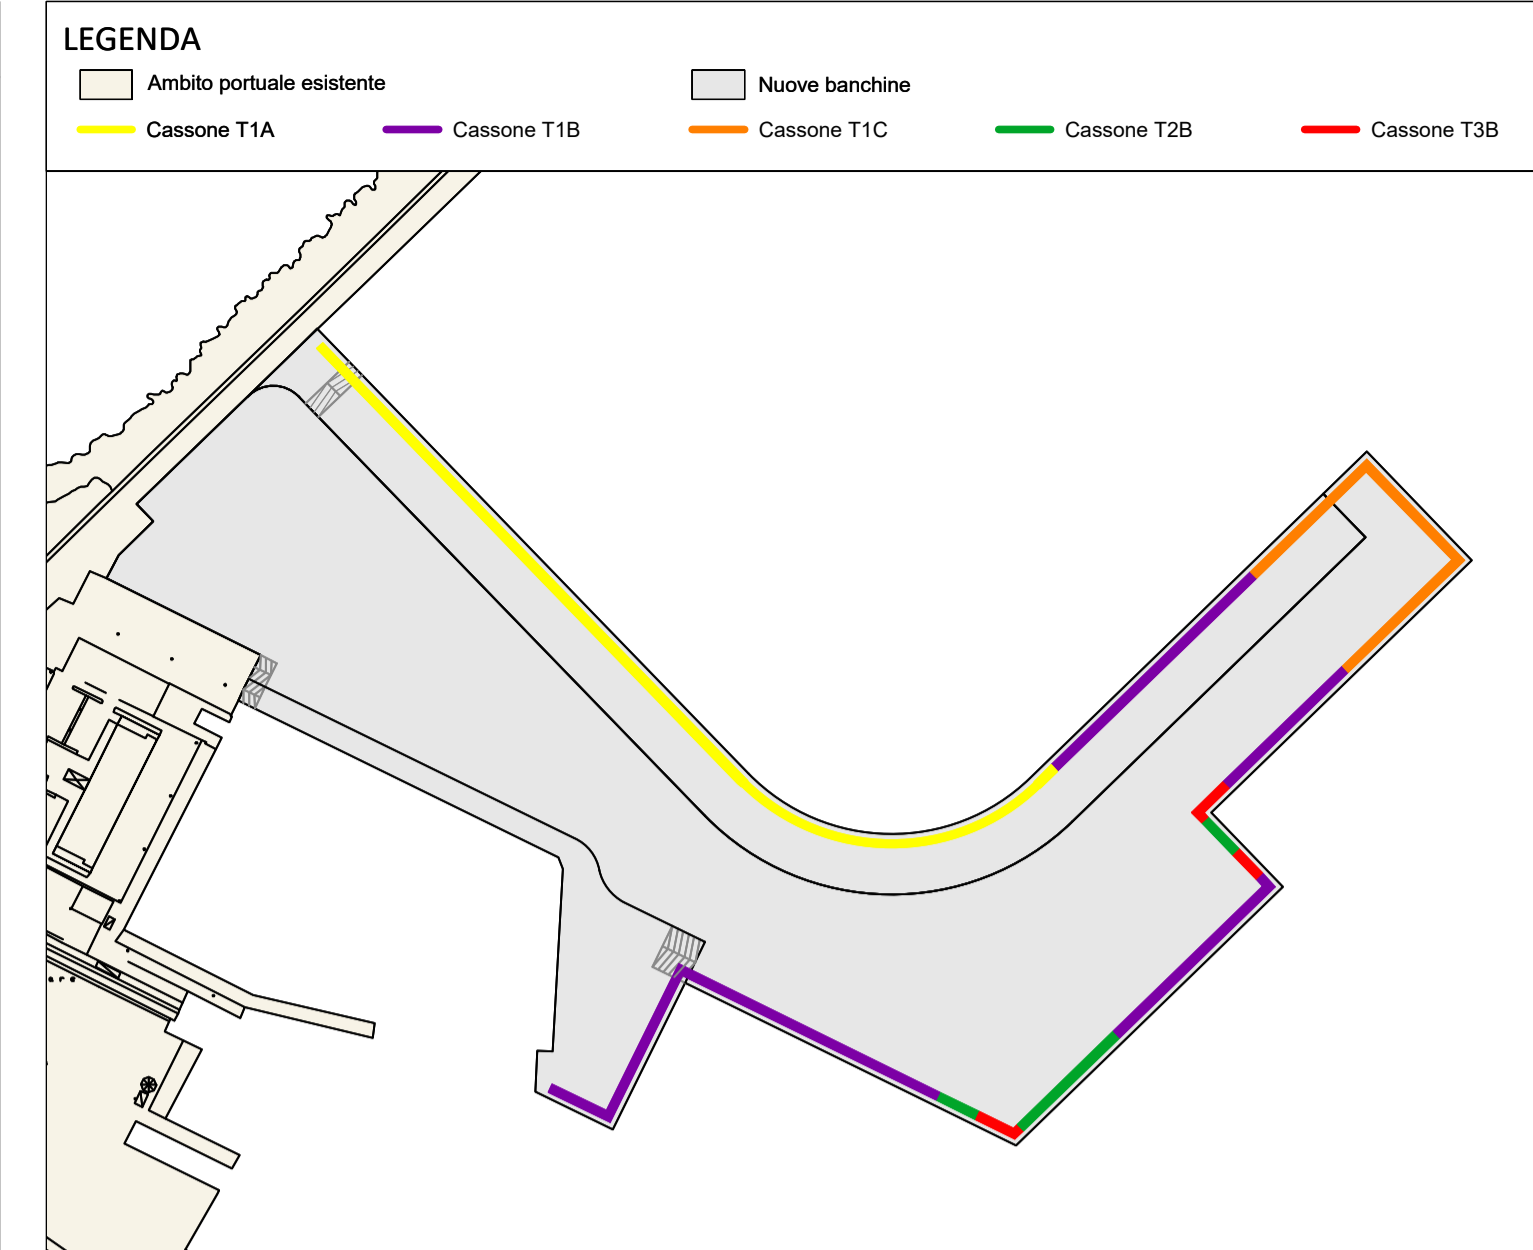 LEGENDA
Ambito portuale esistente Nuove banchine
Cassone T1A Cassone T1B Cassone T1C Cassone T2B Cassone T3B